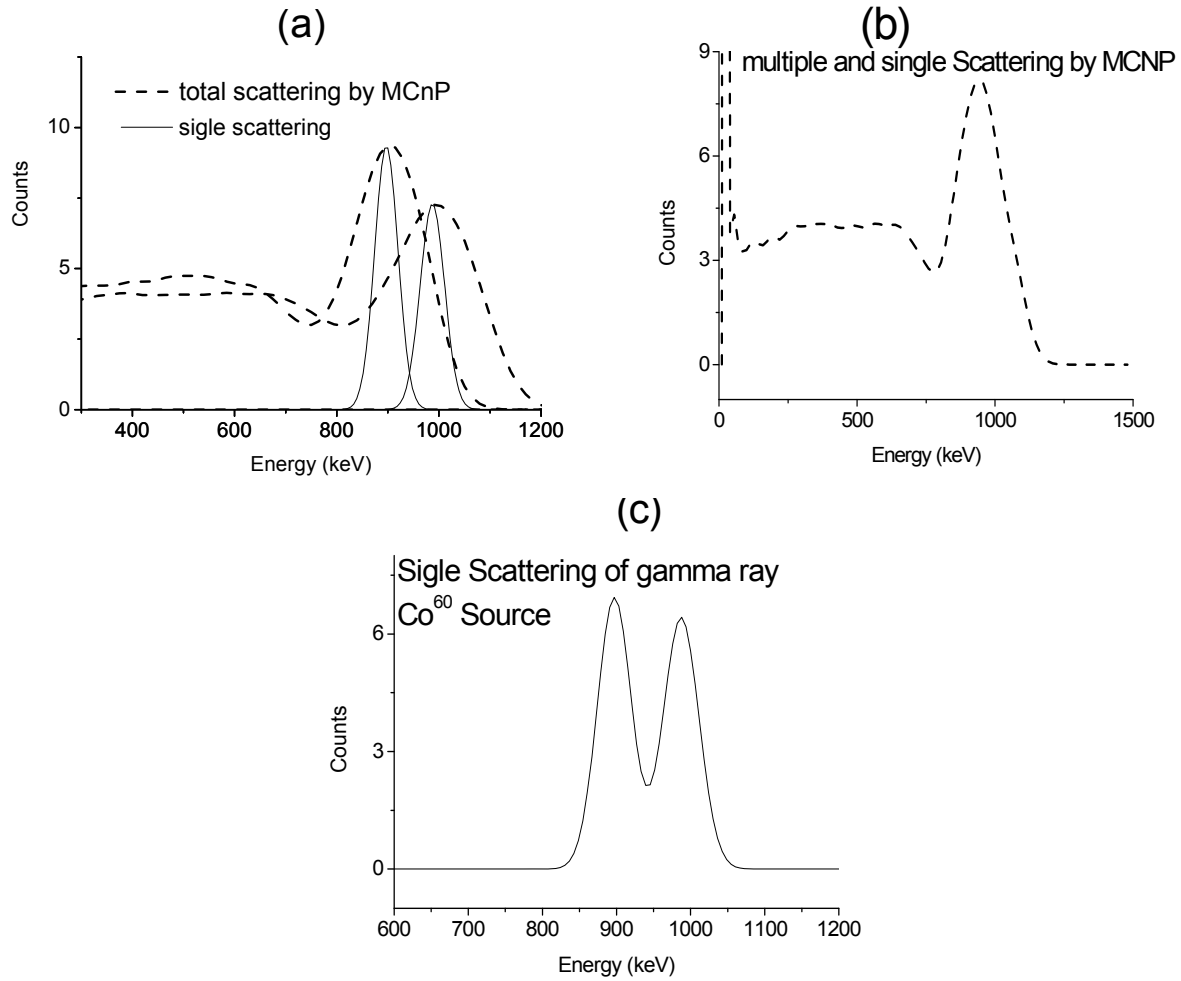 (a)
total scattering by MCnP
sigle scattering
10
5
0
Counts
400 600 800 1000 1200
Energy (keV)
(b)
multiple and single Scattering by MCNP
9
6
3
0
Counts
0 500 1000 1500
Energy (keV)
(c)
Sigle Scattering of gamma ray
Co60 Source
6
3
0
Counts
600 700 800 900 1000 1100 1200
Energy (keV)